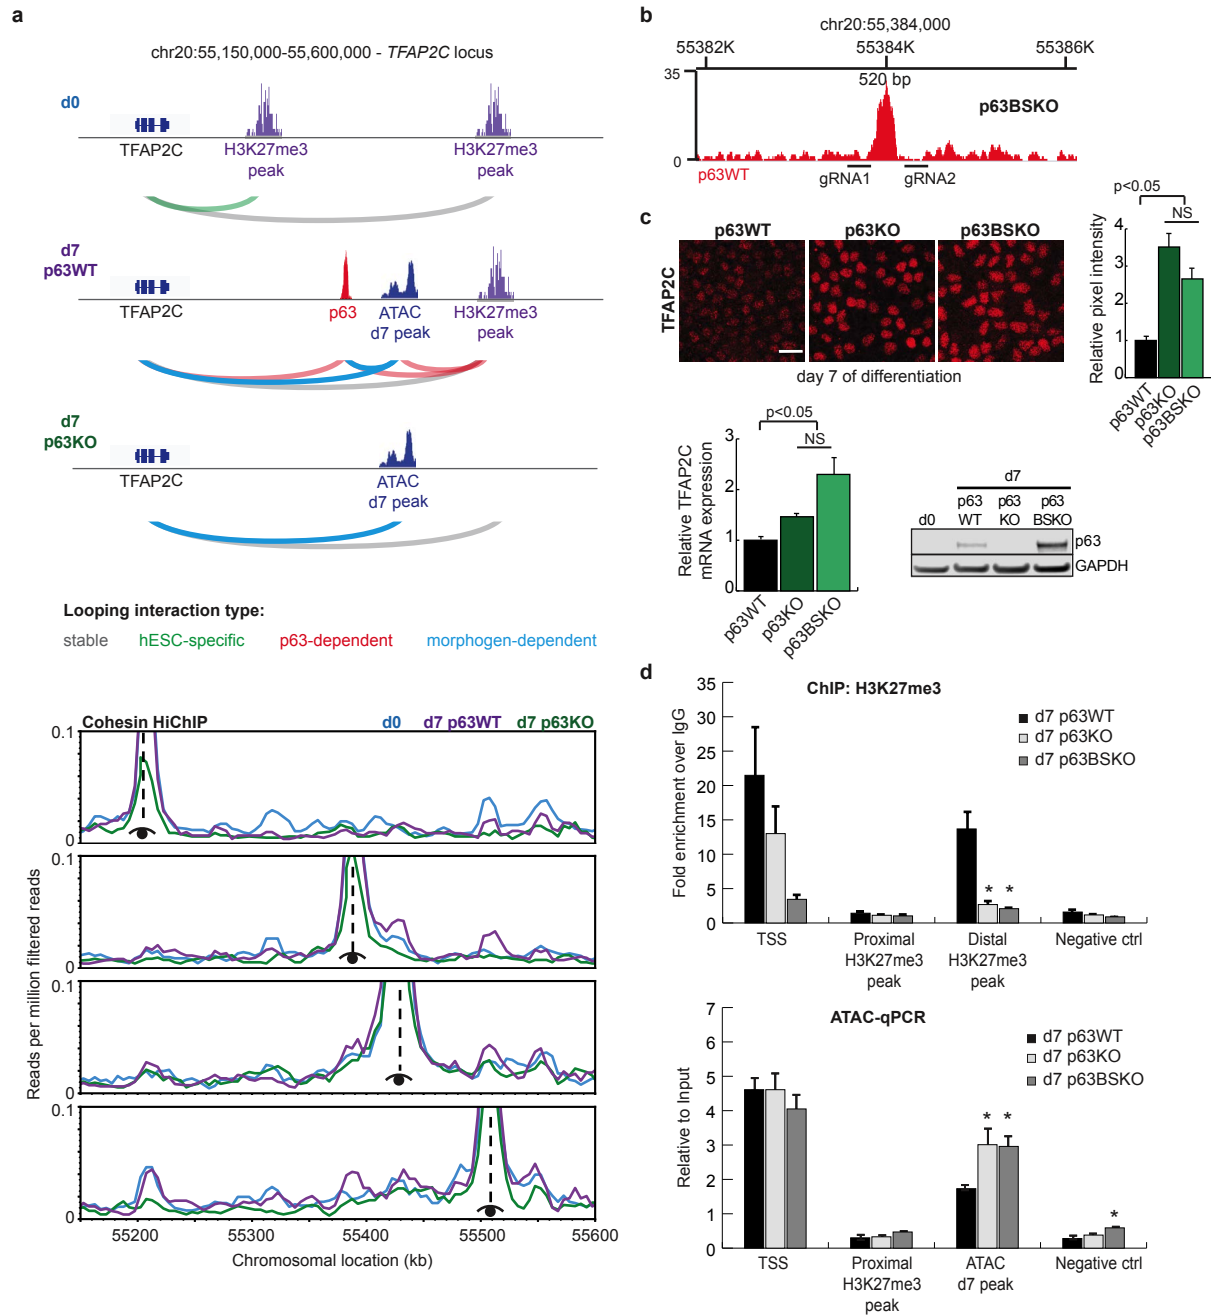 a
chr20:55,150,000-55,600,000 - TFAP2C locus
d0
TFAP2C
H3K27me3
peak
H3K27me3
peak
d7
p63WT
TFAP2C
p63
ATAC
d7 peak
H3K27me3
peak
d7
p63KO
TFAP2C
ATAC
d7 peak
Looping interaction type:
stable hESC-specific p63-dependent morphogen-dependent
Cohesin HiChIP d0 d7 p63WT d7 p63KO
0.1
0
0.1
0
0.1
0
0.1
0
Reads per million filtered reads
55200 55300 55400 55500 55600
Chromosomal location (kb)
b
chr20:55,384,000
55382K 55384K 55386K
35
0
520 bp
p63BSKO
p63WT
gRNA1 gRNA2
c
p63WT p63KO p63BSKO
TFAP2C
day 7 of differentiation
p<0.05
NS
Relative pixel intensity
4
3
2
1
0
p63WT
p63KO
p63BSKO
p<0.05
NS
Relative TFAP2C
mRNA expression
3
2
1
0
p63WT
p63KO
p63BSKO
d7
d0
p63
WT
p63
KO
p63
BSKO
p63
GAPDH
d
ChIP: H3K27me3
d7 p63WT
d7 p63KO
d7 p63BSKO
Fold enrichment over IgG
35
30
25
20
15
10
5
0
* *
TSS
Proximal
H3K27me3
peak
Distal
H3K27me3
peak
Negative ctrl
ATAC-qPCR
d7 p63WT
d7 p63KO
d7 p63BSKO
Relative to Input
7
6
5
4
3
2
1
0
* *
*
TSS
Proximal
H3K27me3
peak
ATAC
d7 peak
Negative ctrl